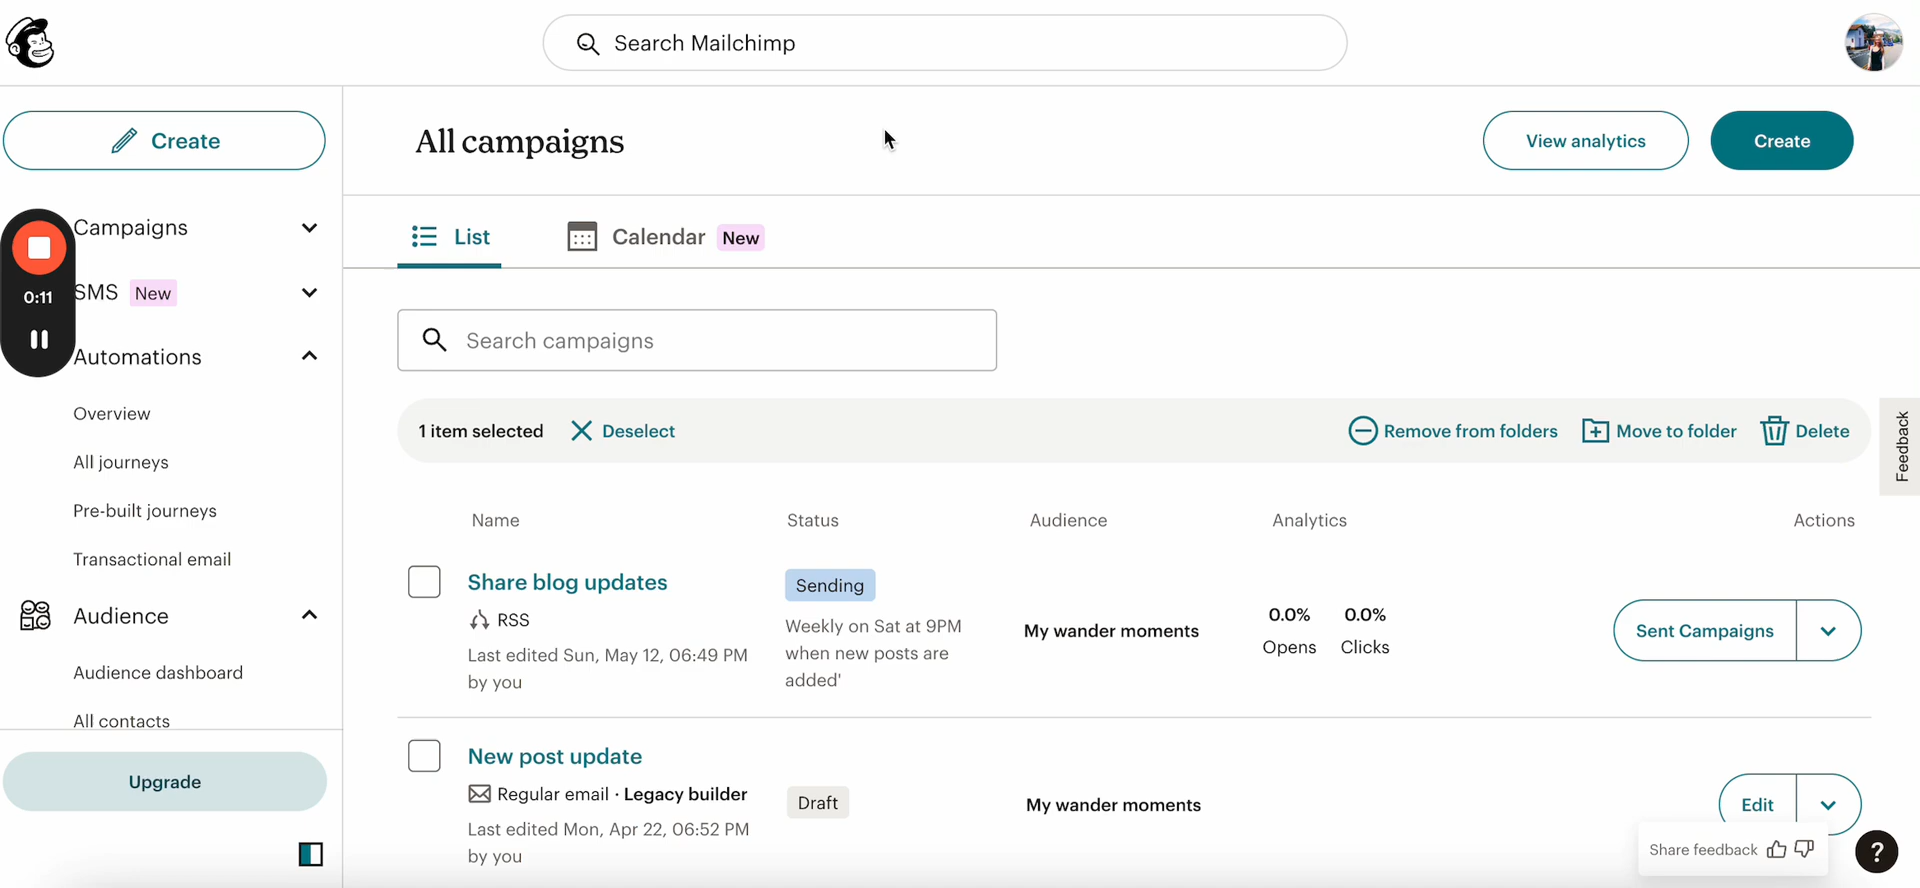 Search Mailchimp
Create
All campaigns
View analytics
Create
Campaigns
SMS New
0:11
Automations
Overview
All journeys
Pre-built journeys
Transactional email
Audience
Audience dashboard
All contacts
Upgrade
List
Calendar New
Search campaigns
1 item selected
Deselect
Remove from folders
Move to folder
Delete
Feedback
Name Status Audience Analytics Actions
Share blog updates
RSS
Last edited Sun, May 12, 06:49 PM
by you
Sending
Weekly on Sat at 9PM
when new posts are
added'
My wander moments
0.0% 0.0%
Opens Clicks
Sent Campaigns
New post update
Regular email · Legacy builder
Last edited Mon, Apr 22, 06:52 PM
by you
Draft
My wander moments
Edit
Share feedback
?